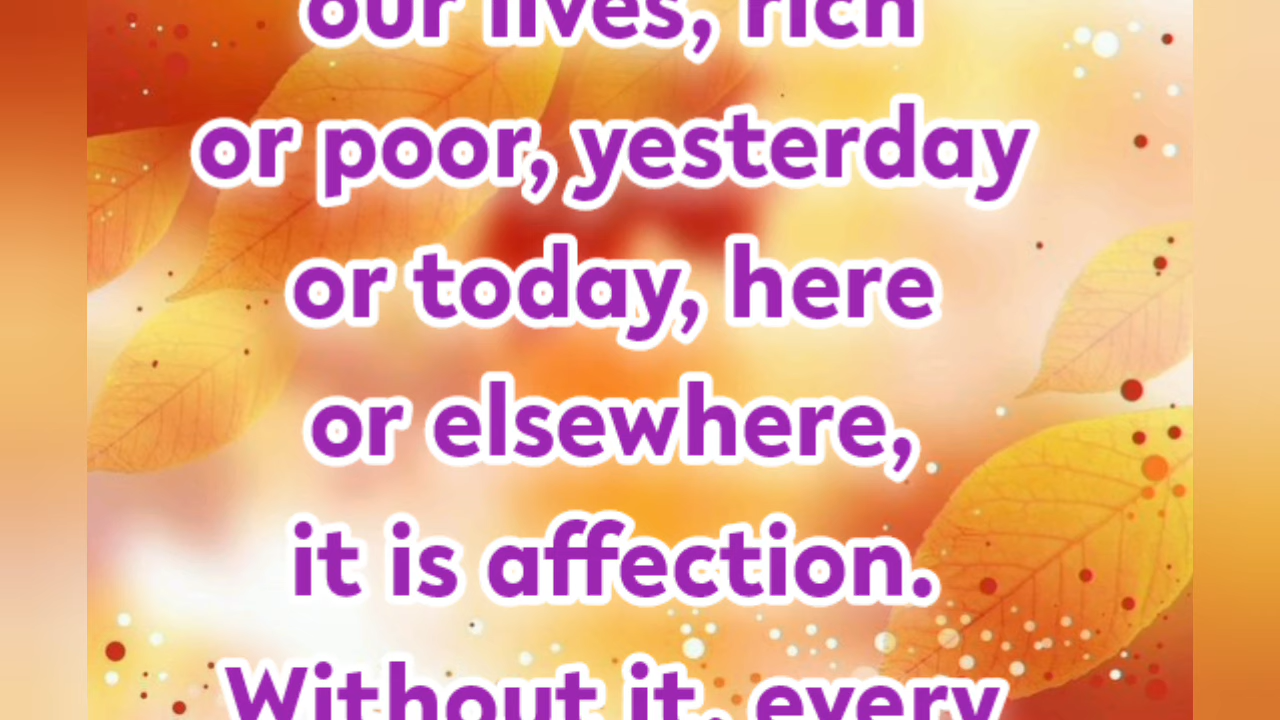 our lives, rich
or poor, yesterday
or today, here
or elsewhere,
it is affection.
Without it, every